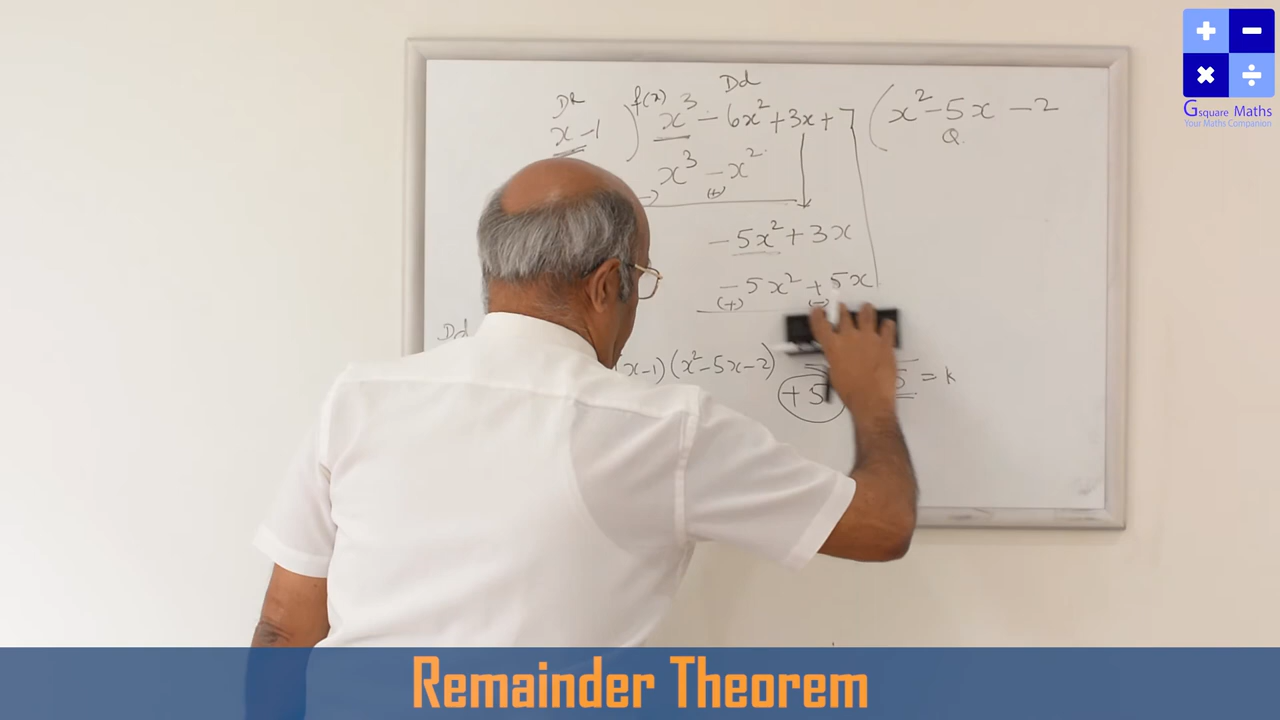 Gsquare Maths
Your Maths Companion
Dd
DR f(x)
x-1 ) x³ - 6x² + 3x + 7 ( x² - 5x - 2
Q
x³ - x²
(+)
- 5x² + 3x
- 5x² + 5x
(+) (-)
Dd
(x-1) (x²-5x-2)
+ 5
5 = k
Remainder Theorem